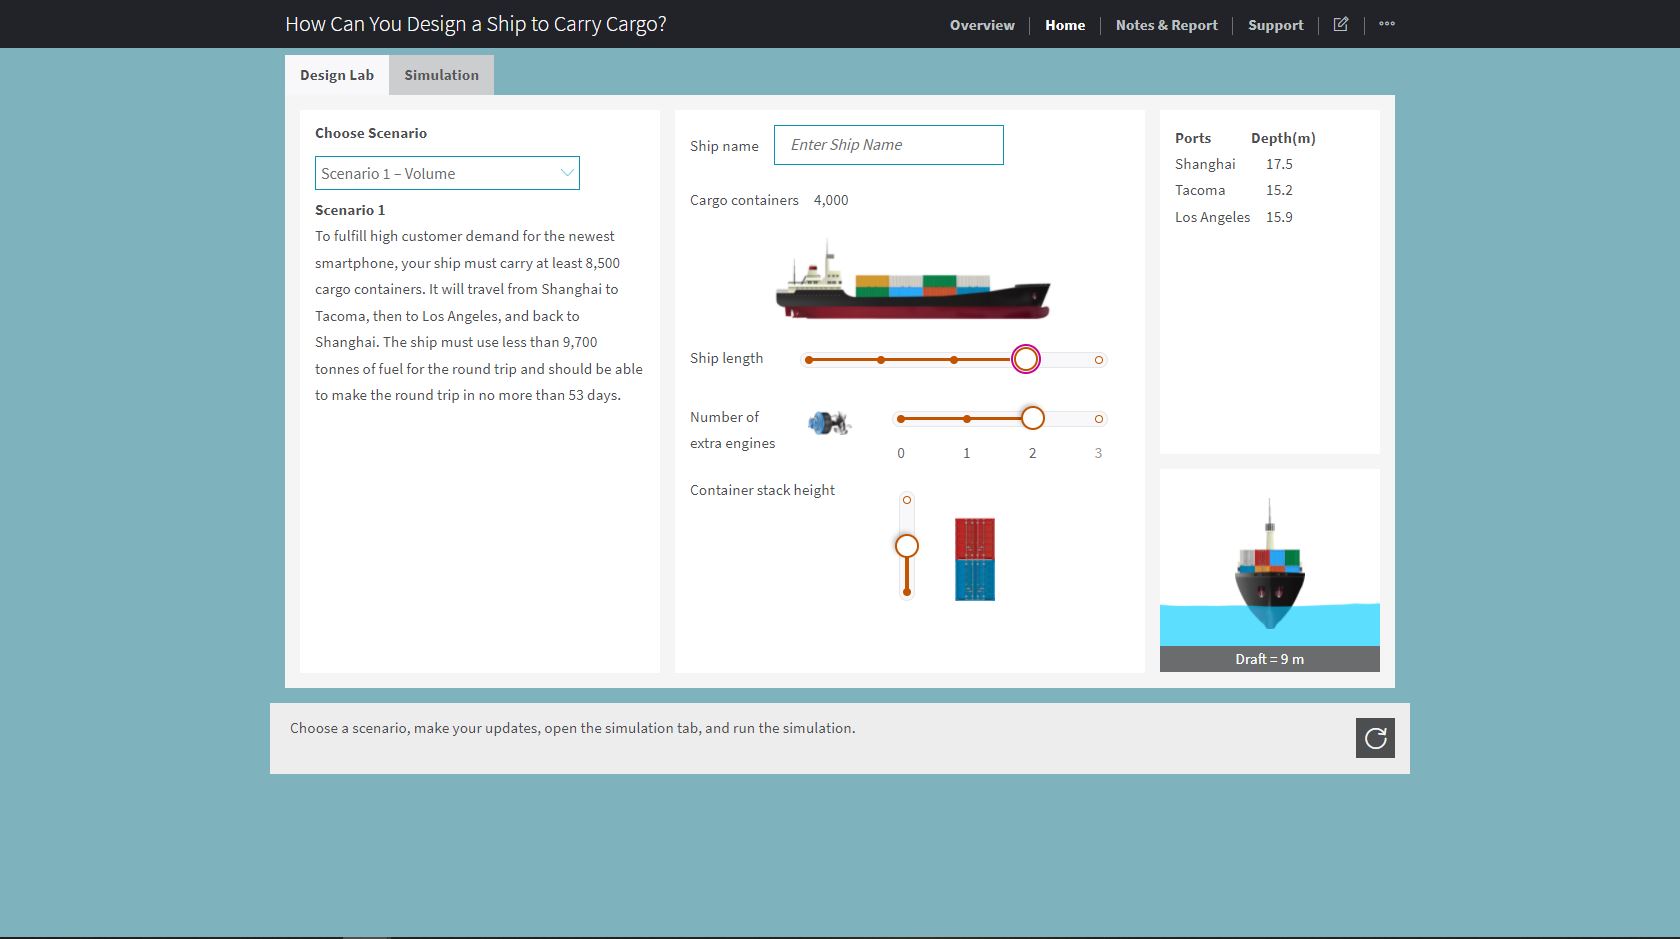 How Can You Design a Ship to Carry Cargo?
Overview
Home
Notes & Report
Support
Design Lab
Simulation
Choose Scenario
Scenario 1 – Volume
Scenario 1
To fulfill high customer demand for the newest
smartphone, your ship must carry at least 8,500
cargo containers. It will travel from Shanghai to
Tacoma, then to Los Angeles, and back to
Shanghai. The ship must use less than 9,700
tonnes of fuel for the round trip and should be able
to make the round trip in no more than 53 days.
Ship name
Enter Ship Name
Cargo containers 4,000
Ship length
Number of
extra engines
0 1 2 3
Container stack height
Ports Depth(m)
Shanghai 17.5
Tacoma 15.2
Los Angeles 15.9
Draft = 9 m
Choose a scenario, make your updates, open the simulation tab, and run the simulation.